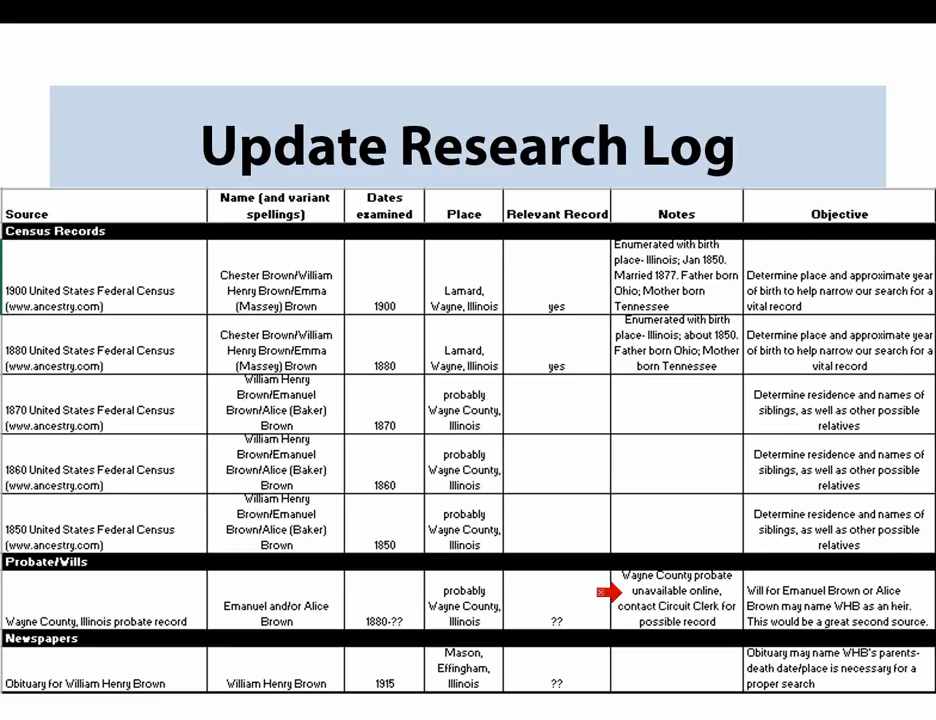 Update Research Log
Source
Name (and variant
spellings)
Dates
examined
Place
Relevant Record
Notes
Objective
Census Records
1900 United States Federal Census
(www.ancestry.com)
Chester Brown/William
Henry Brown/Emma
(Massey) Brown
1900
Lamard,
Wayne, Illinois
yes
Enumerated with birth
place- Illinois; Jan 1850.
Married 1877. Father born
Ohio; Mother born
Tennessee
Determine place and approximate year
of birth to help narrow our search for a
vital record
1880 United States Federal Census
(www.ancestry.com)
Chester Brown/William
Henry Brown/Emma
(Massey) Brown
1880
Lamard,
Wayne, Illinois
yes
Enumerated with birth
place- Illinois; about 1850.
Father born Ohio; Mother
born Tennessee
Determine place and approximate year
of birth to help narrow our search for a
vital record
1870 United States Federal Census
(www.ancestry.com)
William Henry
Brown/Emanuel
Brown/Alice (Baker)
Brown
1870
probably
Wayne County,
Illinois
Determine residence and names of
siblings, as well as other possible
relatives
1860 United States Federal Census
(www.ancestry.com)
William Henry
Brown/Emanuel
Brown/Alice (Baker)
Brown
1860
probably
Wayne County,
Illinois
Determine residence and names of
siblings, as well as other possible
relatives
1850 United States Federal Census
(www.ancestry.com)
William Henry
Brown/Emanuel
Brown/Alice (Baker)
Brown
1850
probably
Wayne County,
Illinois
Determine residence and names of
siblings, as well as other possible
relatives
Probate/Wills
Wayne County, Illinois probate record
Emanuel and/or Alice
Brown
1880-??
probably
Wayne County,
Illinois
??
Wayne County probate
unavailable online,
contact Circuit Clerk for
possible record
Will for Emanuel Brown or Alice
Brown may name WHB as an heir.
This would be a great second source.
Newspapers
Obituary for William Henry Brown
William Henry Brown
1915
Mason,
Effingham,
Illinois
??
Obituary may name WHB's parents-
death date/place is necessary for a
proper search